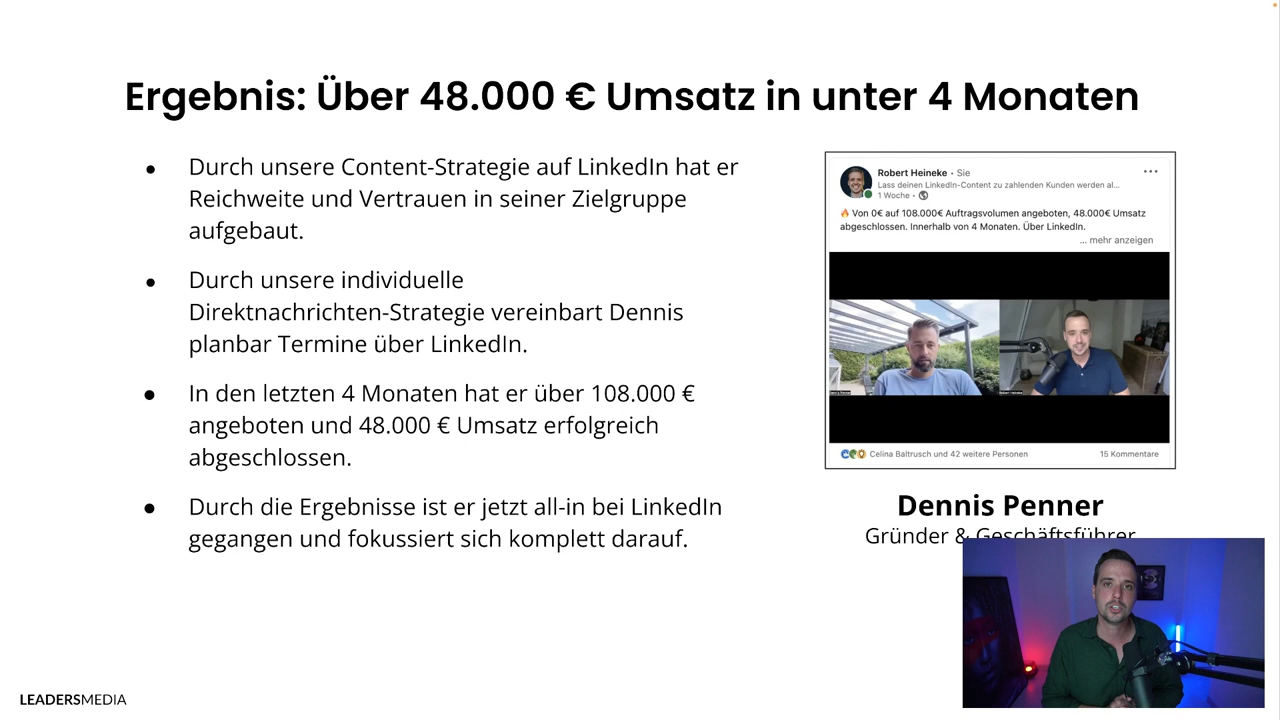 Ergebnis: Über 48.000 € Umsatz in unter 4 Monaten
● Durch unsere Content-Strategie auf LinkedIn hat er
Reichweite und Vertrauen in seiner Zielgruppe
aufgebaut.
● Durch unsere individuelle
Direktnachrichten-Strategie vereinbart Dennis
planbar Termine über LinkedIn.
● In den letzten 4 Monaten hat er über 108.000 €
angeboten und 48.000 € Umsatz erfolgreich
abgeschlossen.
● Durch die Ergebnisse ist er jetzt all-in bei LinkedIn
gegangen und fokussiert sich komplett darauf.
Robert Heineke • Sie
Lass deinen LinkedIn-Content zu zahlenden Kunden werden al...
1 Woche •
🔥 Von 0€ auf 108.000€ Auftragsvolumen angeboten, 48.000€ Umsatz
abgeschlossen. Innerhalb von 4 Monaten. Über LinkedIn.
... mehr anzeigen
Celina Baltrusch und 42 weitere Personen
15 Kommentare
Dennis Penner
Gründer & Geschäftsführer
LEADERSMEDIA